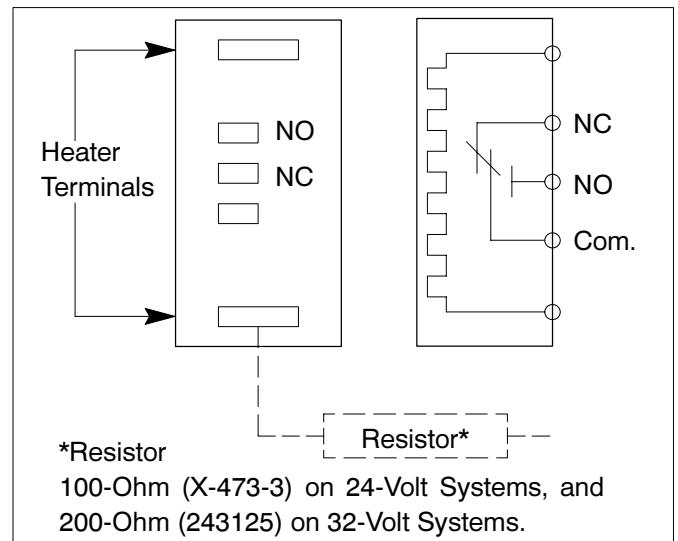 Heater
Terminals
NO
NC
NC
NO
Com.
Resistor*
*Resistor
100-Ohm (X-473-3) on 24-Volt Systems, and
200-Ohm (243125) on 32-Volt Systems.